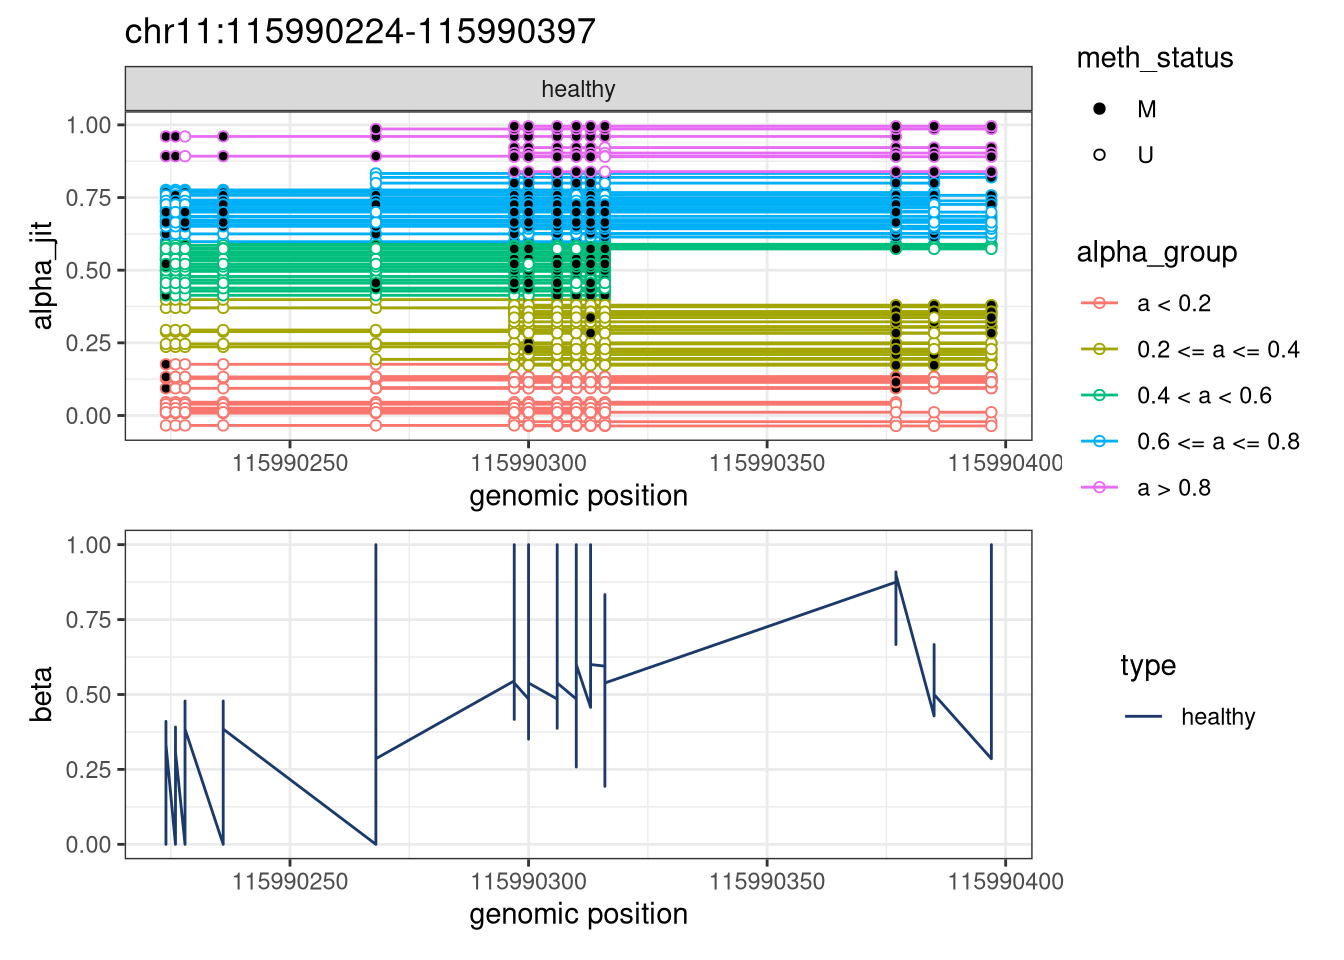 chr11:115990224-115990397
healthy
1.00
0.75
0.50
0.25
0.00
alpha_jit
115990250 115990300 115990350 115990400
genomic position
meth_status
M
U
alpha_group
a < 0.2
0.2 <= a <= 0.4
0.4 < a < 0.6
0.6 <= a <= 0.8
a > 0.8
1.00
0.75
0.50
0.25
0.00
beta
115990250 115990300 115990350 115990400
genomic position
type
healthy